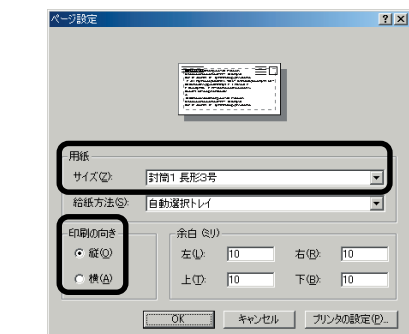 ページ設定
用紙
サイズ(Z): 封筒1 長形3号
給紙方法(S): 自動選択トレイ
印刷の向き 余白(ミリ)
縦(O) 左(L): 10 右(R): 10
横(A) 上(T): 10 下(B): 10
OK キャンセル プリンタの設定(P)...